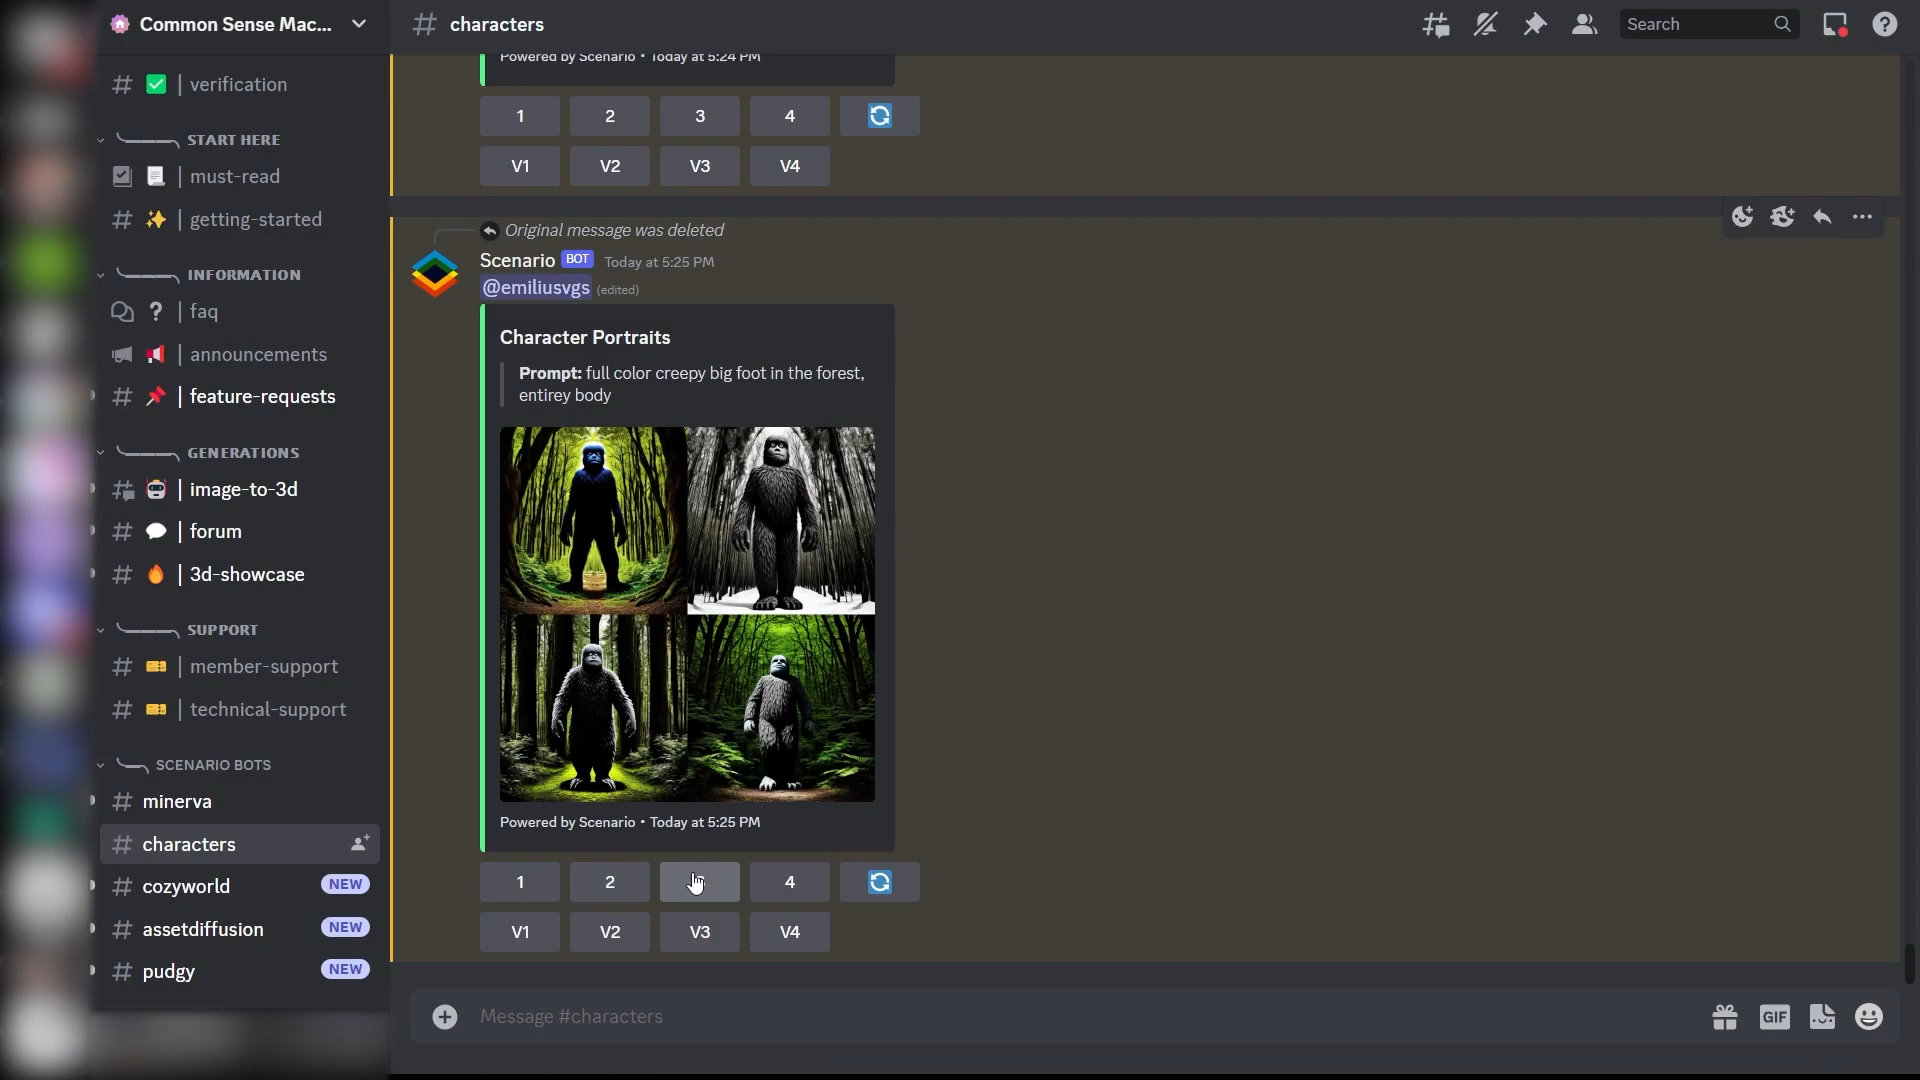 Common Sense Mac...
verification
START HERE
must-read
getting-started
INFORMATION
faq
announcements
feature-requests
GENERATIONS
image-to-3d
forum
3d-showcase
SUPPORT
member-support
technical-support
SCENARIO BOTS
minerva
characters
cozyworld NEW
assetdiffusion NEW
pudgy NEW
characters
Search
Powered by Scenario • Today at 5:24 PM
1 2 3 4
V1 V2 V3 V4
Original message was deleted
Scenario BOT Today at 5:25 PM
@emiliusvgs (edited)
Character Portraits
Prompt: full color creepy big foot in the forest,
entirey body
Powered by Scenario • Today at 5:25 PM
1 2 4
V1 V2 V3 V4
Message #characters
GIF